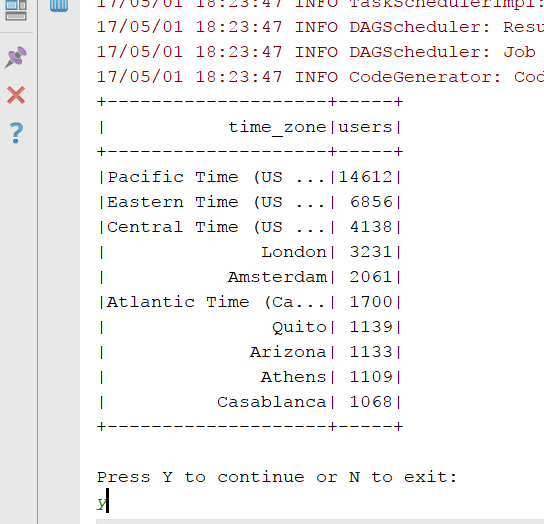 17/05/01 18:23:47 INFO TaskSchedulerImpl:
17/05/01 18:23:47 INFO DAGScheduler: Resu
17/05/01 18:23:47 INFO DAGScheduler: Job
17/05/01 18:23:47 INFO CodeGenerator: Cod
+--------------------+-----+
|           time_zone|users|
+--------------------+-----+
|Pacific Time (US ...|14612|
|Eastern Time (US ...| 6856|
|Central Time (US ...| 4138|
|              London| 3231|
|           Amsterdam| 2061|
|Atlantic Time (Ca...| 1700|
|               Quito| 1139|
|             Arizona| 1133|
|              Athens| 1109|
|          Casablanca| 1068|
+--------------------+-----+
Press Y to continue or N to exit:
y